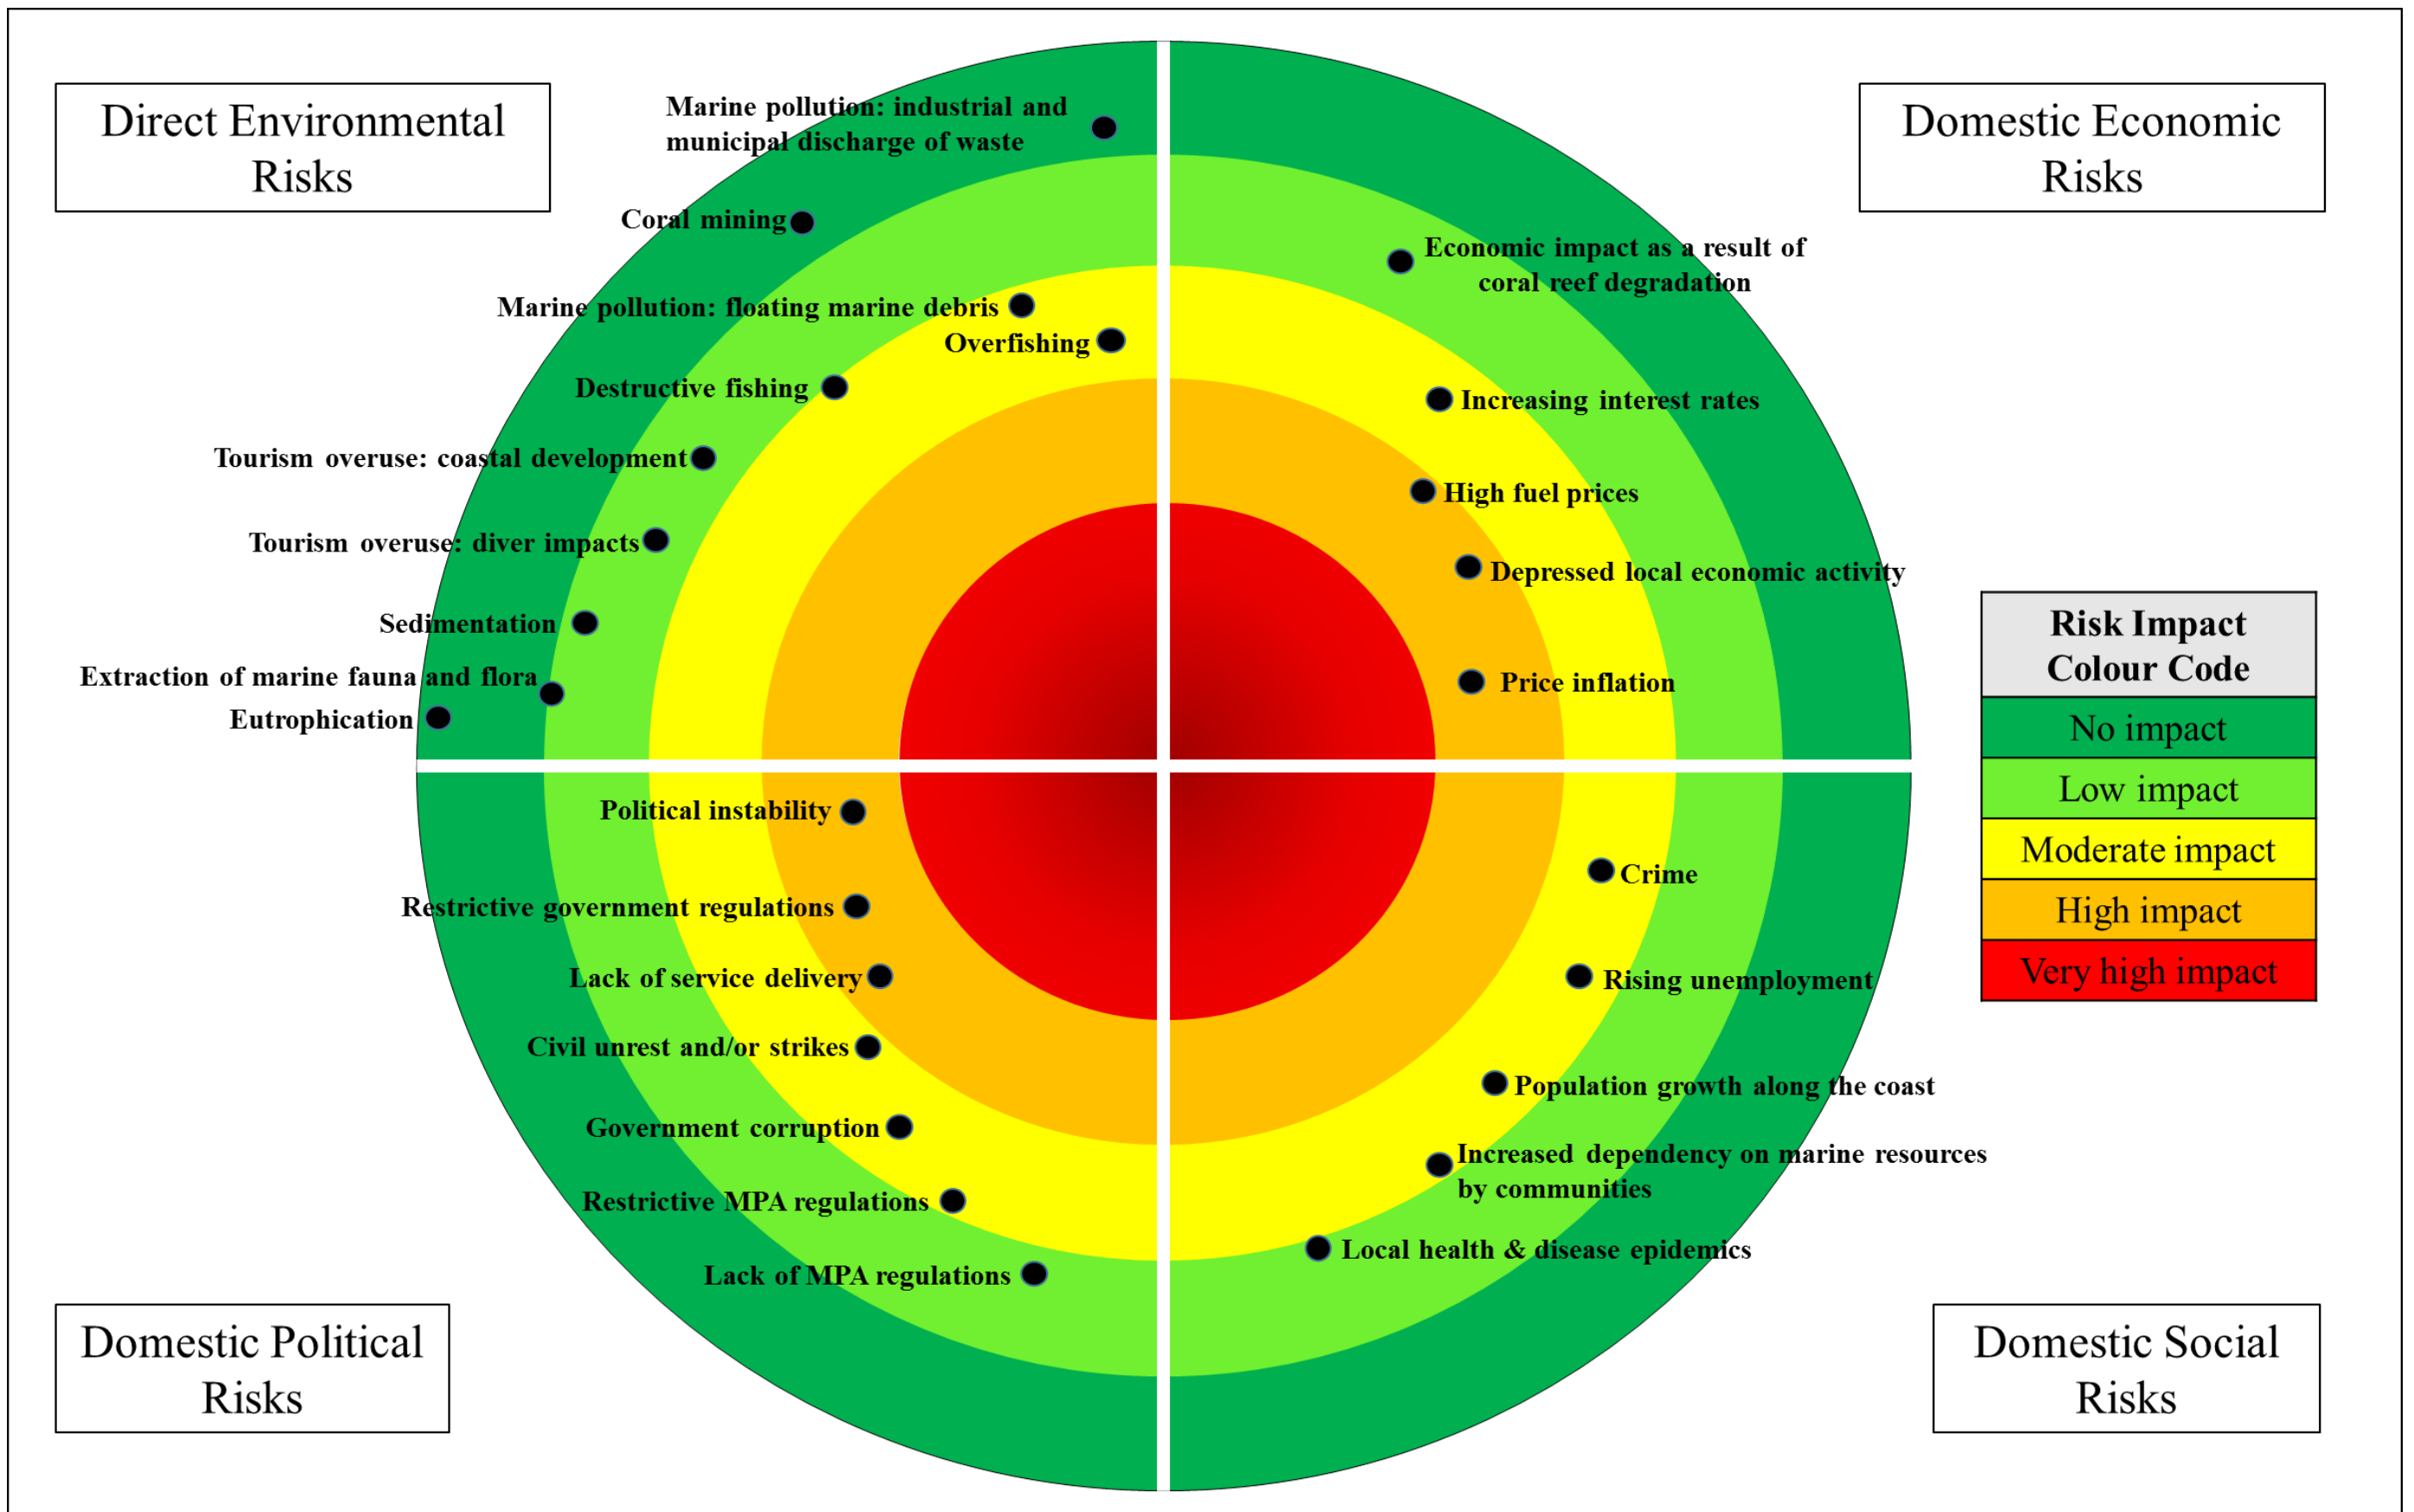 Direct Environmental
Risks
Domestic Economic
Risks
Marine pollution: industrial and
municipal discharge of waste
Coral mining
Marine pollution: floating marine debris
Overfishing
Destructive fishing
Tourism overuse: coastal development
Tourism overuse: diver impacts
Sedimentation
Extraction of marine fauna and flora
Eutrophication
Economic impact as a result of
coral reef degradation
Increasing interest rates
High fuel prices
Depressed local economic activity
Price inflation
Risk Impact
Colour Code
No impact
Low impact
Moderate impact
High impact
Very high impact
Political instability
Restrictive government regulations
Lack of service delivery
Civil unrest and/or strikes
Government corruption
Restrictive MPA regulations
Lack of MPA regulations
Crime
Rising unemployment
Population growth along the coast
Increased dependency on marine resources
by communities
Local health & disease epidemics
Domestic Political
Risks
Domestic Social
Risks